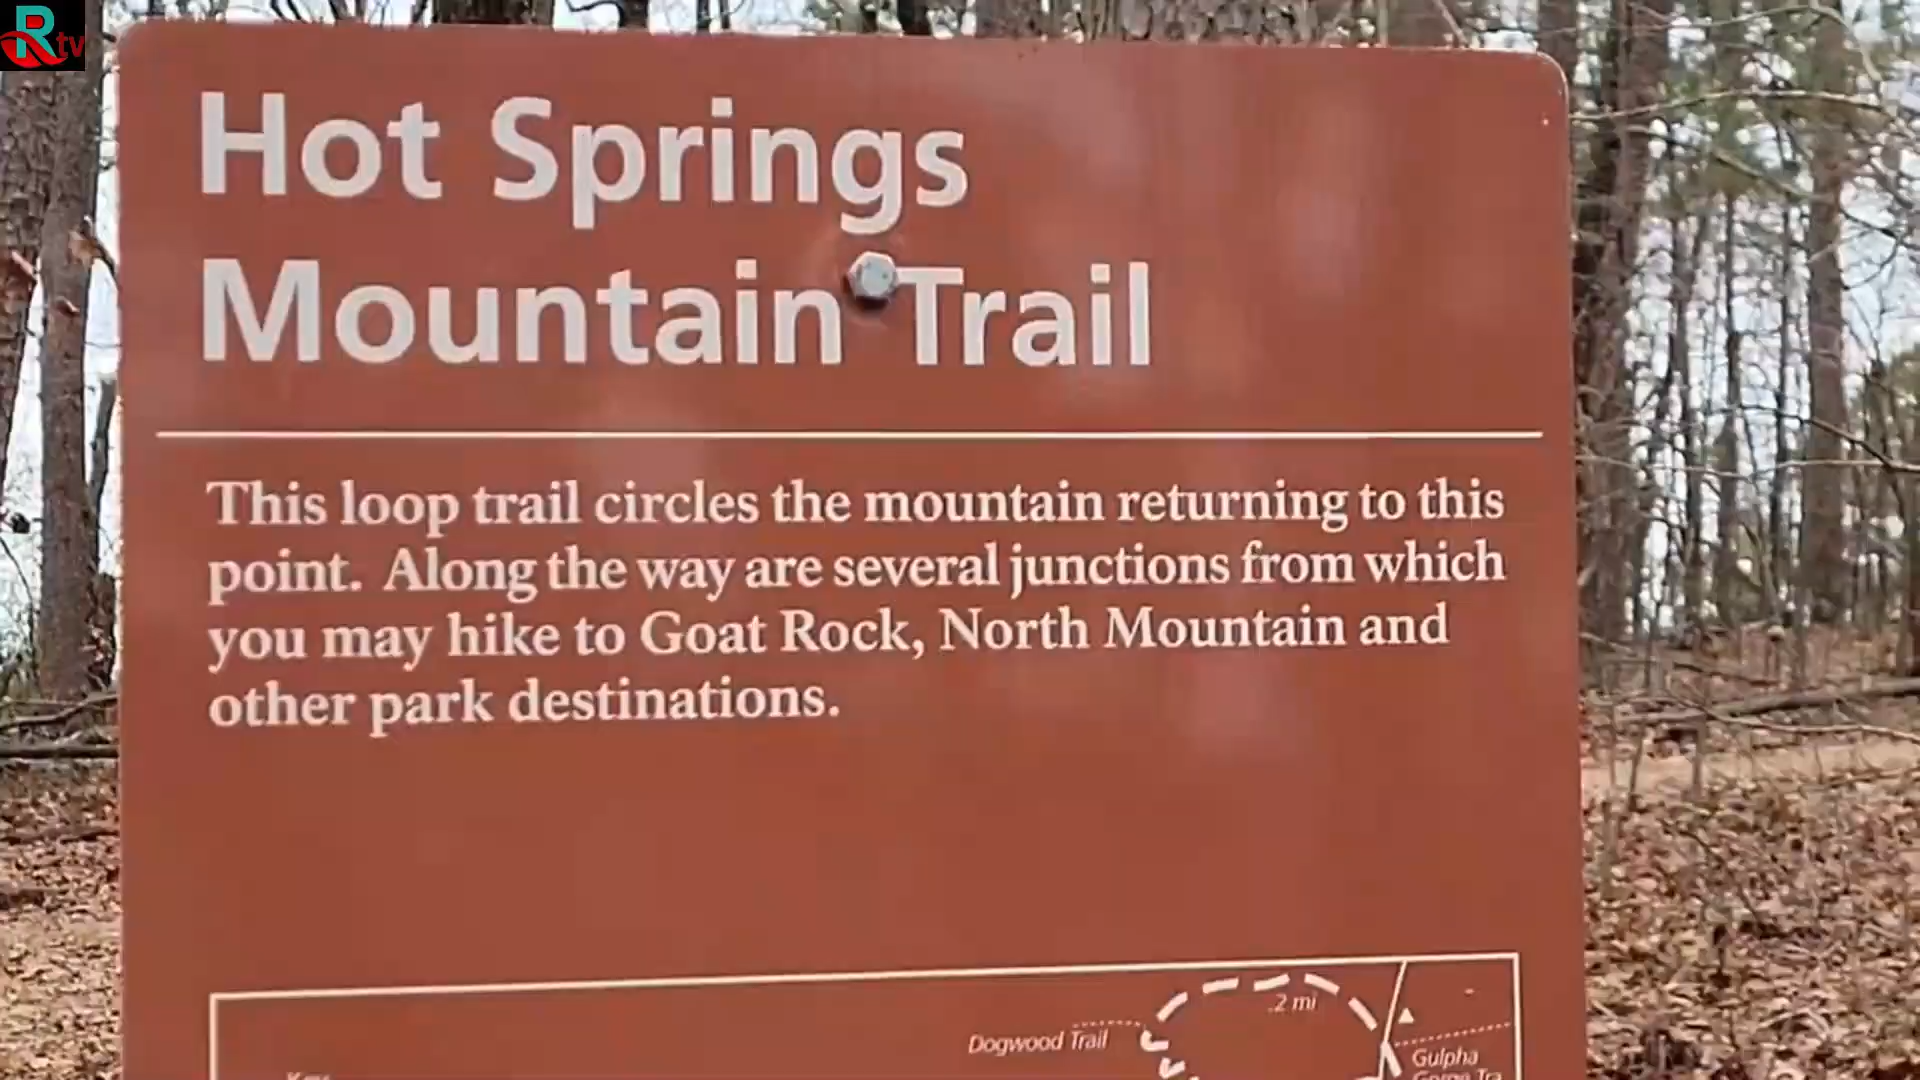 Rtv
Hot Springs
Mountain Trail
This loop trail circles the mountain returning to this
point. Along the way are several junctions from which
you may hike to Goat Rock, North Mountain and
other park destinations.
.2 mi
Dogwood Trail
Gulpha